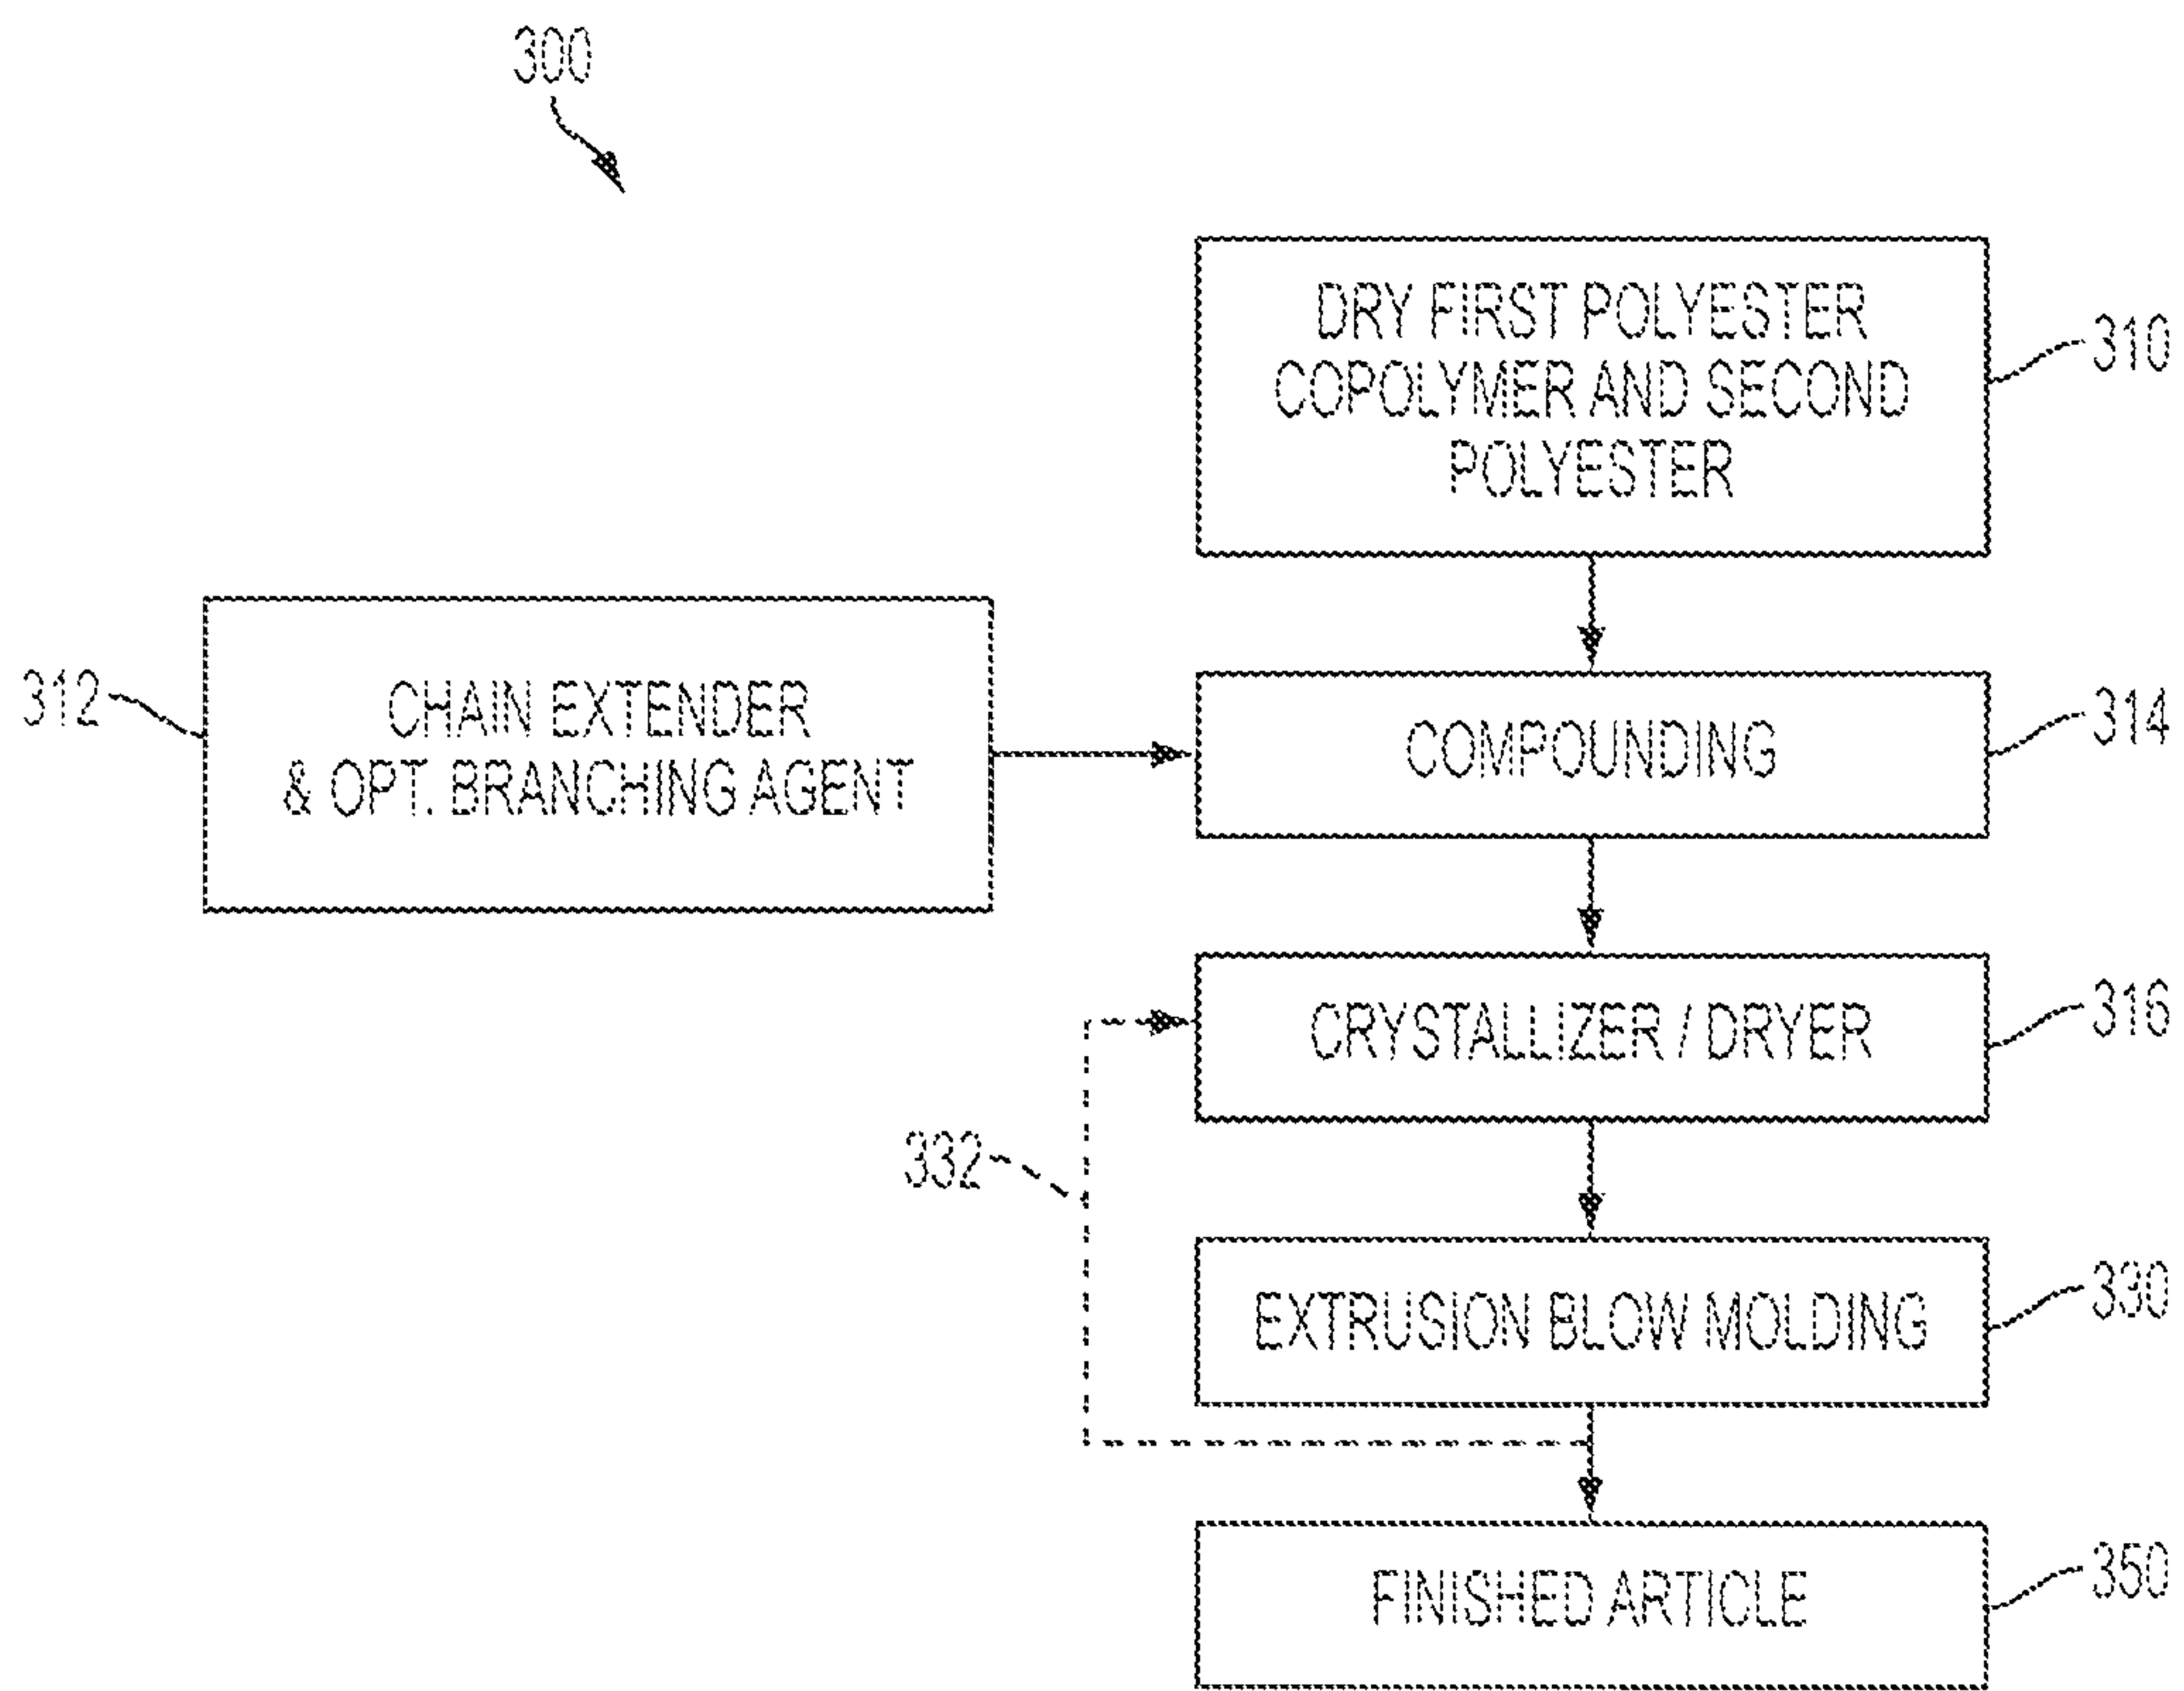 300
DRY FIRST POLYESTER
COPOLYMER AND SECOND
POLYESTER
310
CHAIN EXTENDER
& OPT. BRANCHING AGENT
312
COMPOUNDING
314
CRYSTALLIZER / DRYER
316
332
EXTRUSION BLOW MOLDING
330
FINISHED ARTICLE
350